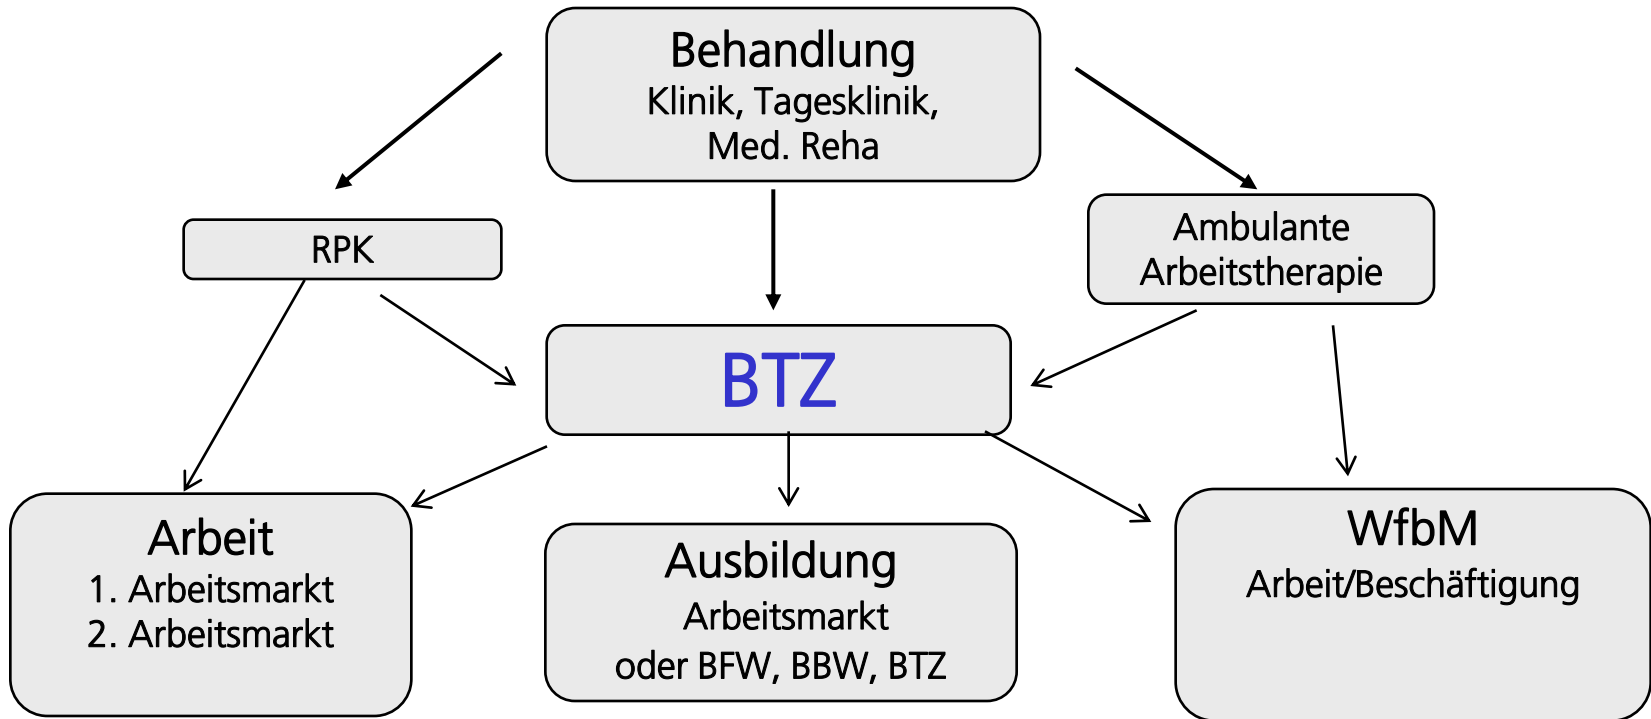 Behandlung
Klinik, Tagesklinik,
Med. Reha
RPK
Ambulante
Arbeitstherapie
BTZ
Arbeit
1. Arbeitsmarkt
2. Arbeitsmarkt
Ausbildung
Arbeitsmarkt
oder BFW, BBW, BTZ
WfbM
Arbeit/Beschäftigung